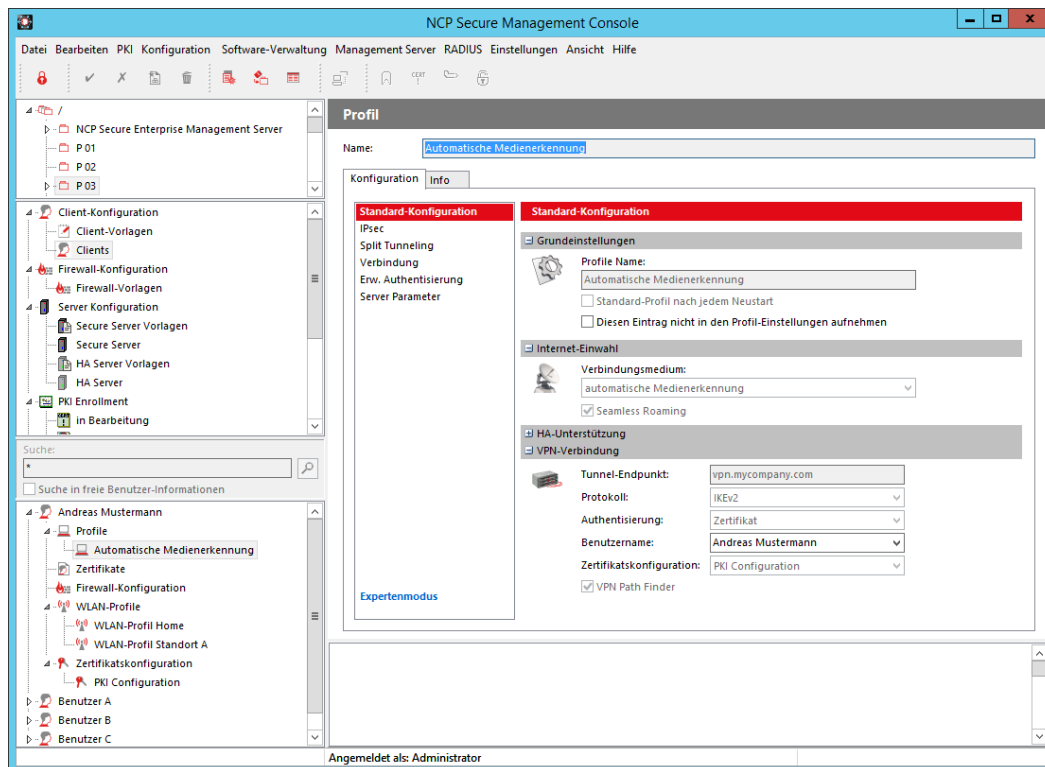 NCP Secure Management Console
Datei Bearbeiten PKI Konfiguration Software-Verwaltung Management Server RADIUS Einstellungen Ansicht Hilfe
CERT
/
NCP Secure Enterprise Management Server
P 01
P 02
P 03
Client-Konfiguration
Client-Vorlagen
Clients
Firewall-Konfiguration
Firewall-Vorlagen
Server Konfiguration
Secure Server Vorlagen
Secure Server
HA Server Vorlagen
HA Server
PKI Enrollment
in Bearbeitung
Suche:
*
Suche in freie Benutzer-Informationen
Andreas Mustermann
Profile
Automatische Medienerkennung
Zertifikate
Firewall-Konfiguration
WLAN-Profile
WLAN-Profil Home
WLAN-Profil Standort A
Zertifikatskonfiguration
PKI Configuration
Benutzer A
Benutzer B
Benutzer C
Profil
Name: Automatische Medienerkennung
Konfiguration Info
Standard-Konfiguration
IPsec
Split Tunneling
Verbindung
Erw. Authentisierung
Server Parameter
Expertenmodus
Standard-Konfiguration
Grundeinstellungen
Profile Name:
Automatische Medienerkennung
Standard-Profil nach jedem Neustart
Diesen Eintrag nicht in den Profil-Einstellungen aufnehmen
Internet-Einwahl
Verbindungsmedium:
automatische Medienerkennung
Seamless Roaming
HA-Unterstützung
VPN-Verbindung
Tunnel-Endpunkt: vpn.mycompany.com
Protokoll: IKEv2
Authentisierung: Zertifikat
Benutzername: Andreas Mustermann
Zertifikatskonfiguration: PKI Configuration
VPN Path Finder
Angemeldet als: Administrator